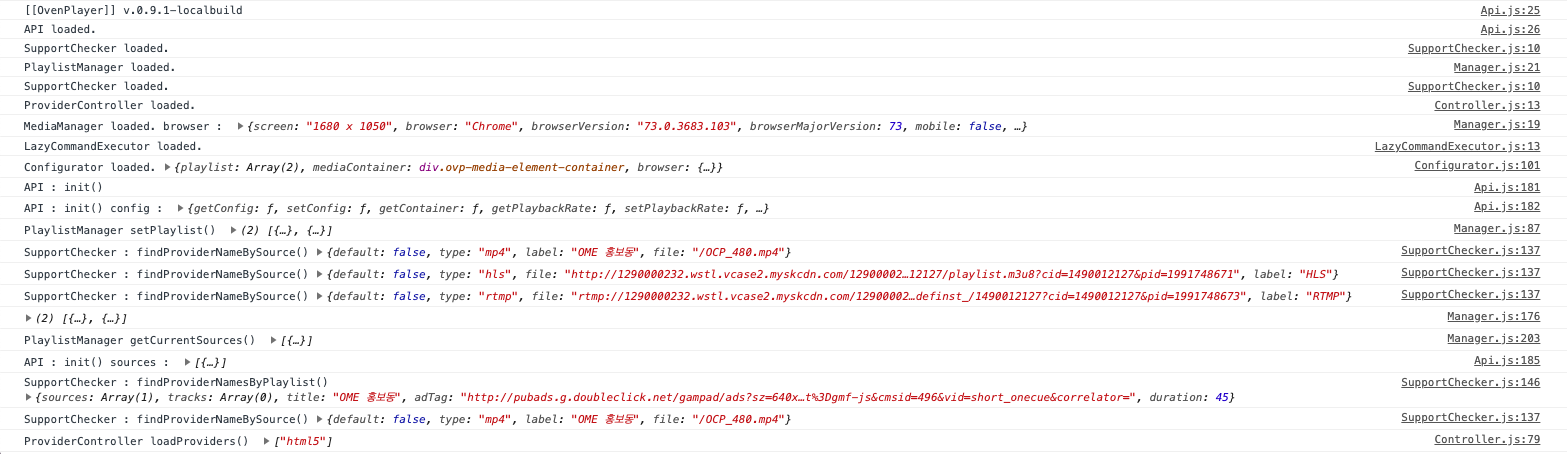 [[OvenPlayer]] v.0.9.1-localbuild Api.js:25
API loaded. Api.js:26
SupportChecker loaded. SupportChecker.js:10
PlaylistManager loaded. Manager.js:21
SupportChecker loaded. SupportChecker.js:10
ProviderController loaded. Controller.js:13
MediaManager loaded. browser : ▶{screen: "1680 x 1050", browser: "Chrome", browserVersion: "73.0.3683.103", browserMajorVersion: 73, mobile: false, …} Manager.js:19
LazyCommandExecutor loaded. LazyCommandExecutor.js:13
Configurator loaded. ▶{playlist: Array(2), mediaContainer: div.ovp-media-element-container, browser: {…}} Configurator.js:101
API : init() Api.js:181
API : init() config : ▶{getConfig: ƒ, setConfig: ƒ, getContainer: ƒ, getPlaybackRate: ƒ, setPlaybackRate: ƒ, …} Api.js:182
PlaylistManager setPlaylist() ▶(2) [{…}, {…}] Manager.js:87
SupportChecker : findProviderNameBySource() ▶{default: false, type: "mp4", label: "OME 홍보동", file: "/OCP_480.mp4"} SupportChecker.js:137
SupportChecker : findProviderNameBySource() ▶{default: false, type: "hls", file: "http://1290000232.wstl.vcase2.myskcdn.com/12900002…12127/playlist.m3u8?cid=1490012127&pid=1991748671", label: "HLS"} SupportChecker.js:137
SupportChecker : findProviderNameBySource() ▶{default: false, type: "rtmp", file: "rtmp://1290000232.wstl.vcase2.myskcdn.com/12900002…definst_/1490012127?cid=1490012127&pid=1991748673", label: "RTMP"} SupportChecker.js:137
▶(2) [{…}, {…}] Manager.js:176
PlaylistManager getCurrentSources() ▶[{…}] Manager.js:203
API : init() sources : ▶[{…}] Api.js:185
SupportChecker : findProviderNamesByPlaylist() SupportChecker.js:146
▶{sources: Array(1), tracks: Array(0), title: "OME 홍보동", adTag: "http://pubads.g.doubleclick.net/gampad/ads?sz=640x…t%3Dgmf-js&cmsid=496&vid=short_onecue&correlator=", duration: 45}
SupportChecker : findProviderNameBySource() ▶{default: false, type: "mp4", label: "OME 홍보동", file: "/OCP_480.mp4"} SupportChecker.js:137
ProviderController loadProviders() ▶["html5"] Controller.js:79